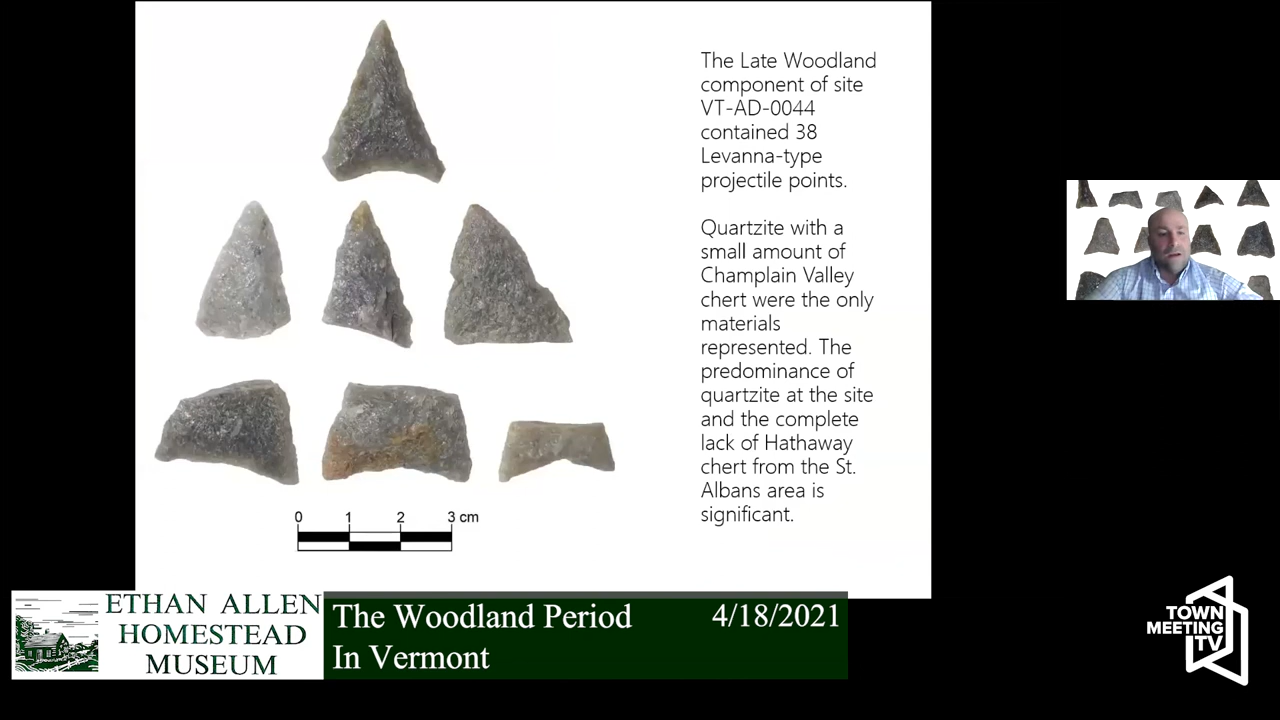 The Late Woodland
component of site
VT-AD-0044
contained 38
Levanna-type
projectile points.
Quartzite with a
small amount of
Champlain Valley
chert were the only
materials
represented. The
predominance of
quartzite at the site
and the complete
lack of Hathaway
chert from the St.
Albans area is
significant.
0 1 2 3 cm
ETHAN ALLEN
HOMESTEAD
MUSEUM
The Woodland Period 4/18/2021
In Vermont
TOWN
MEETING
TV